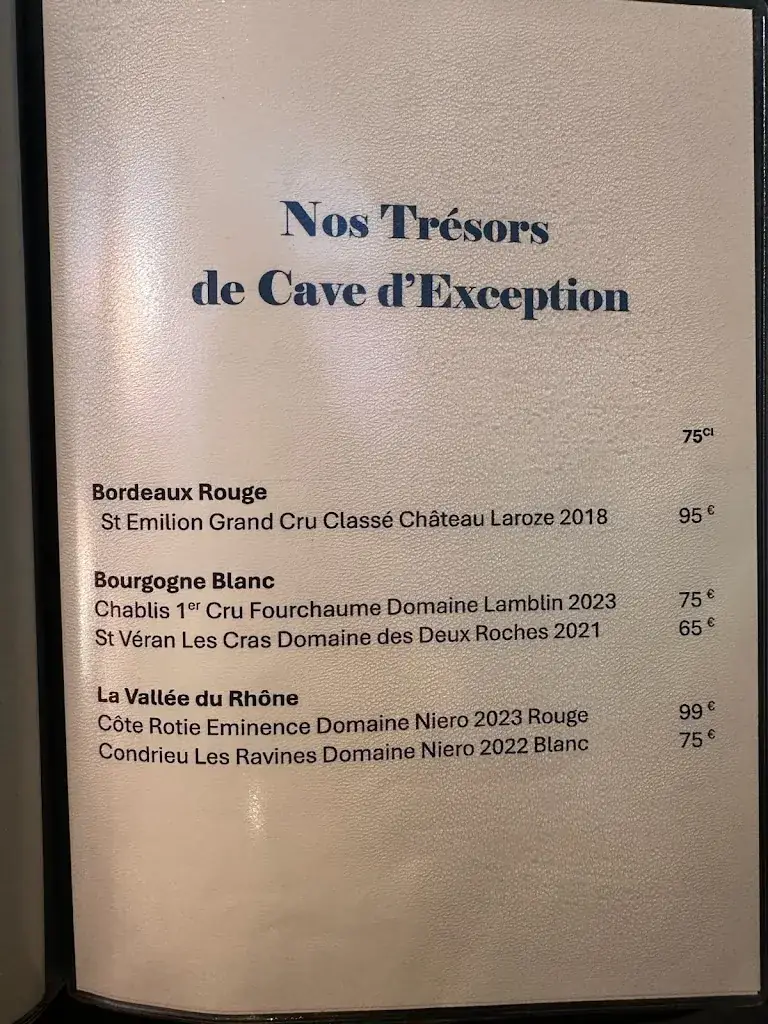 Nos Trésors
de Cave d'Exception
75Cl
Bordeaux Rouge
St Emilion Grand Cru Classé Château Laroze 2018 95 €
Bourgogne Blanc
Chablis 1er Cru Fourchaume Domaine Lamblin 2023 75 €
St Véran Les Cras Domaine des Deux Roches 2021 65 €
La Vallée du Rhône
Côte Rotie Eminence Domaine Niero 2023 Rouge 99 €
Condrieu Les Ravines Domaine Niero 2022 Blanc 75 €